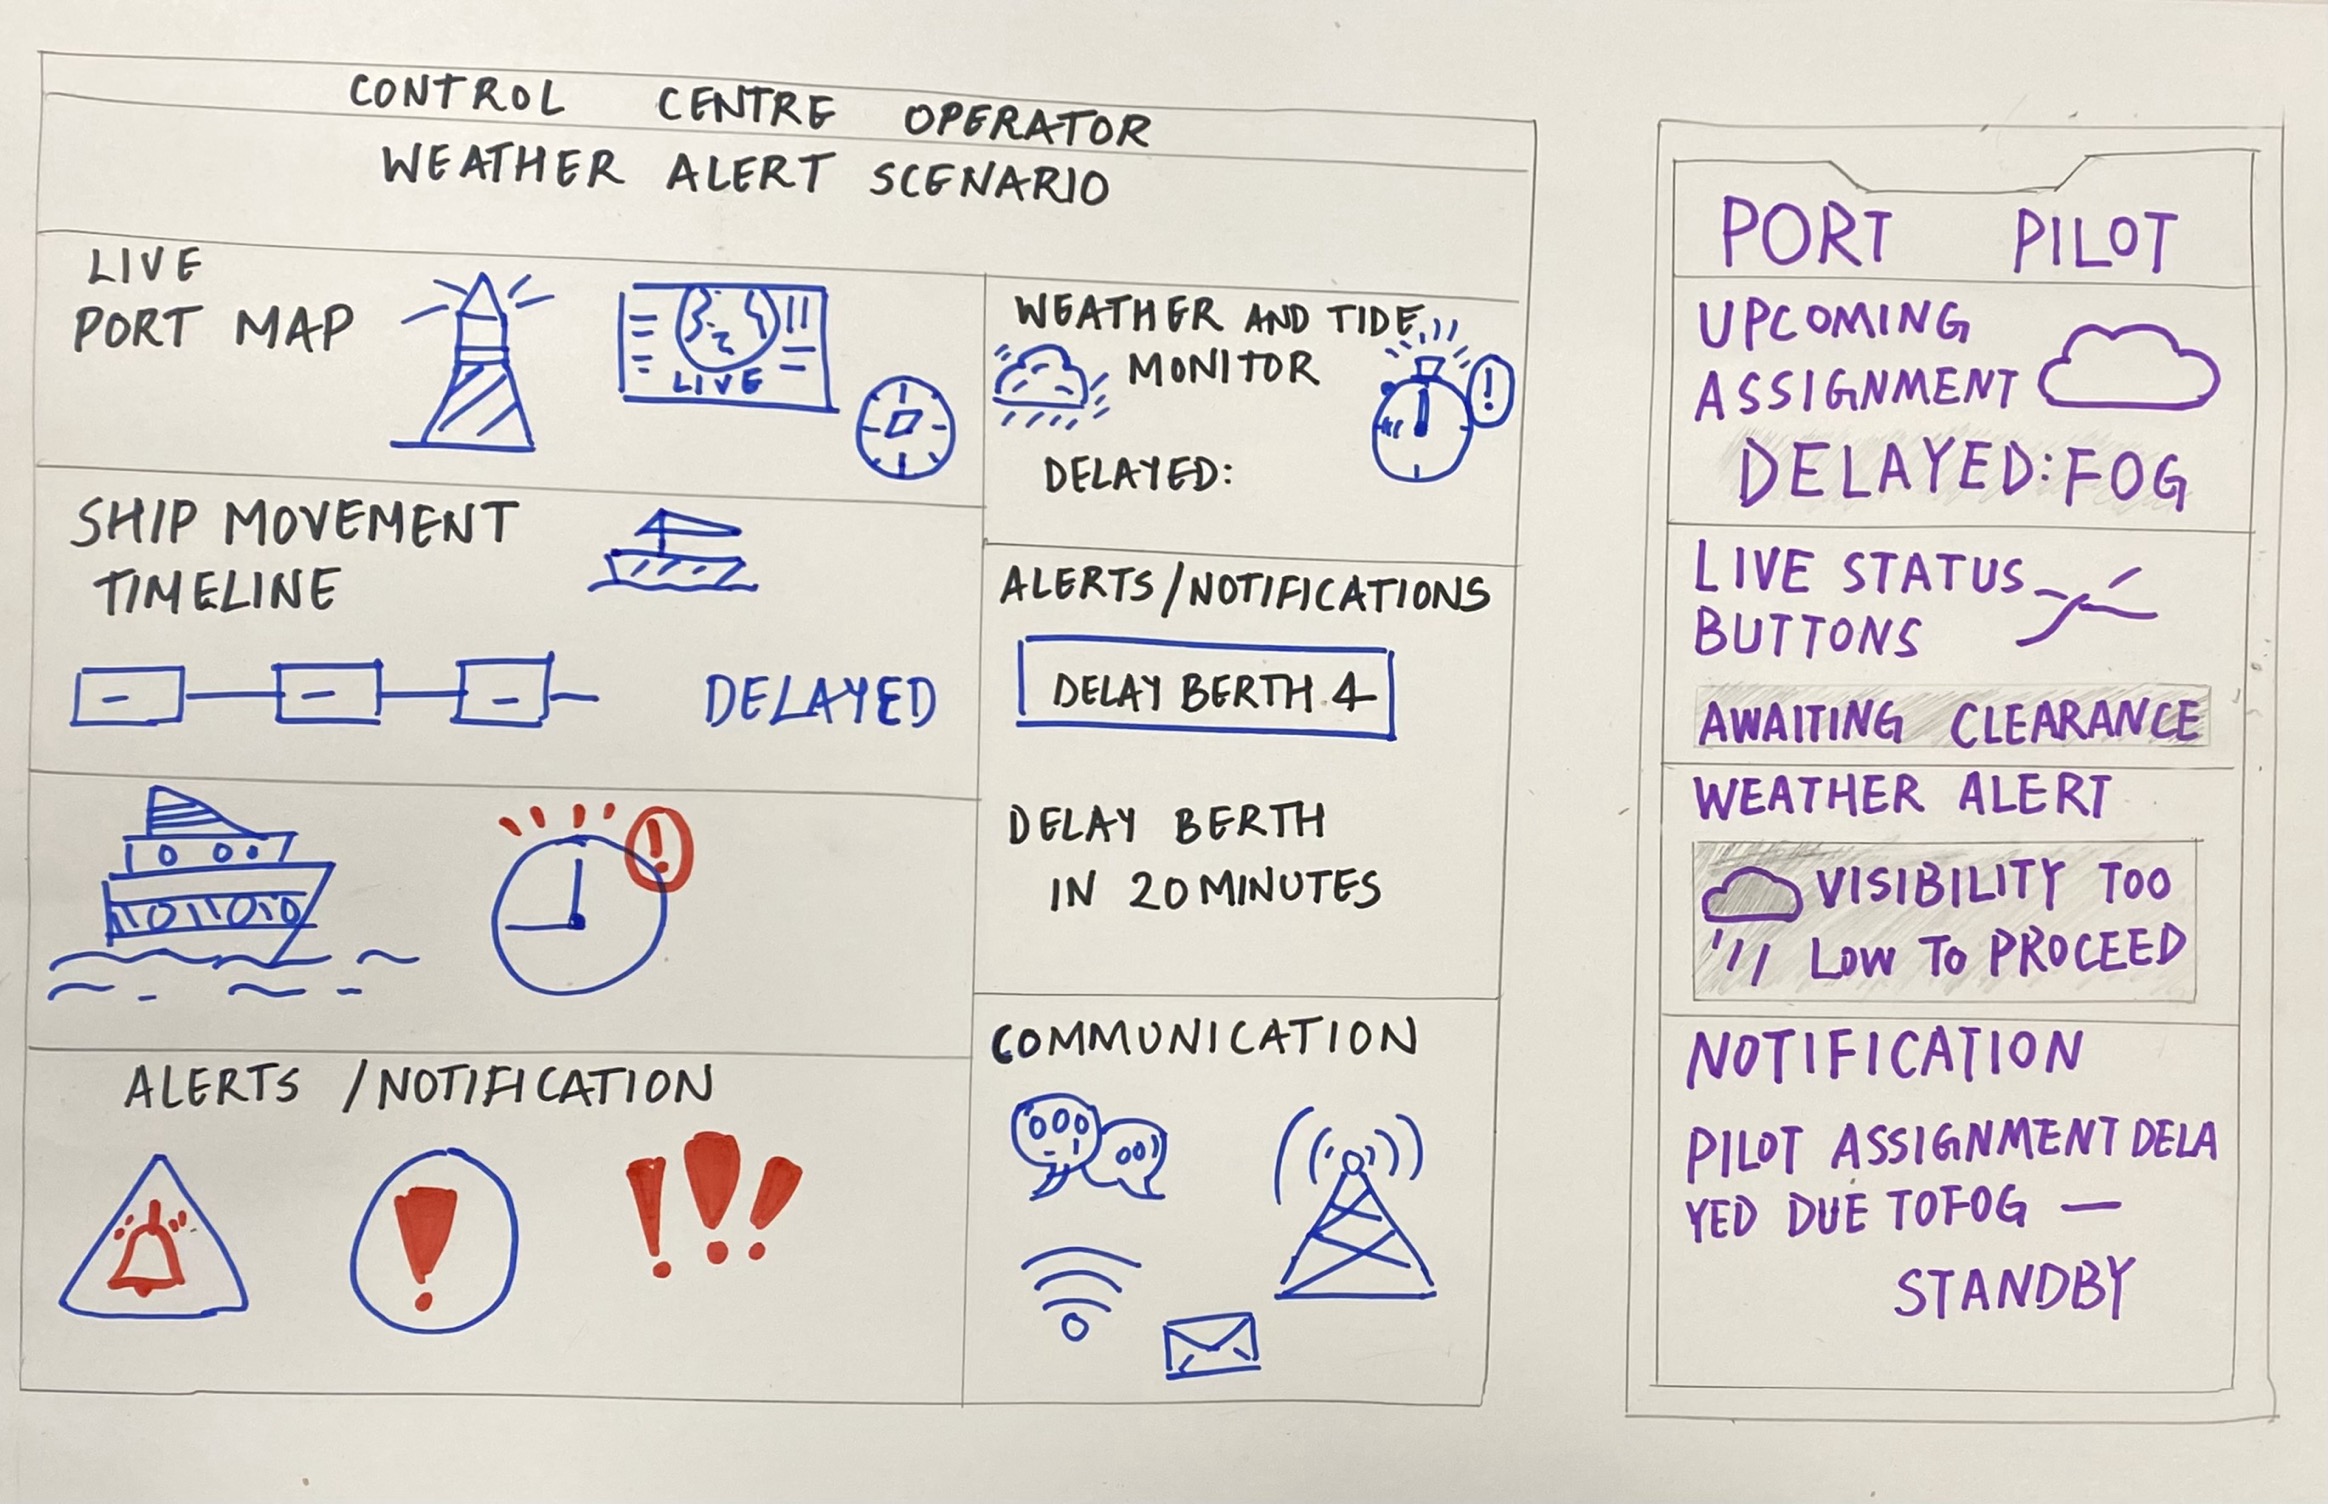 CONTROL CENTRE OPERATOR
WEATHER ALERT SCENARIO
LIVE
PORT MAP
LIVE
SHIP MOVEMENT
TIMELINE
DELAYED
ALERTS /NOTIFICATION
WEATHER AND TIDE
MONITOR
DELAYED:
ALERTS/NOTIFICATIONS
DELAY BERTH 4
DELAY BERTH
IN 20 MINUTES
COMMUNICATION
PORT PILOT
UPCOMING
ASSIGNMENT
DELAYED: FOG
LIVE STATUS
BUTTONS
AWAITING CLEARANCE
WEATHER ALERT
VISIBILITY TOO
LOW TO PROCEED
NOTIFICATION
PILOT ASSIGNMENT DELA
YED DUE TOFOG —
STANDBY